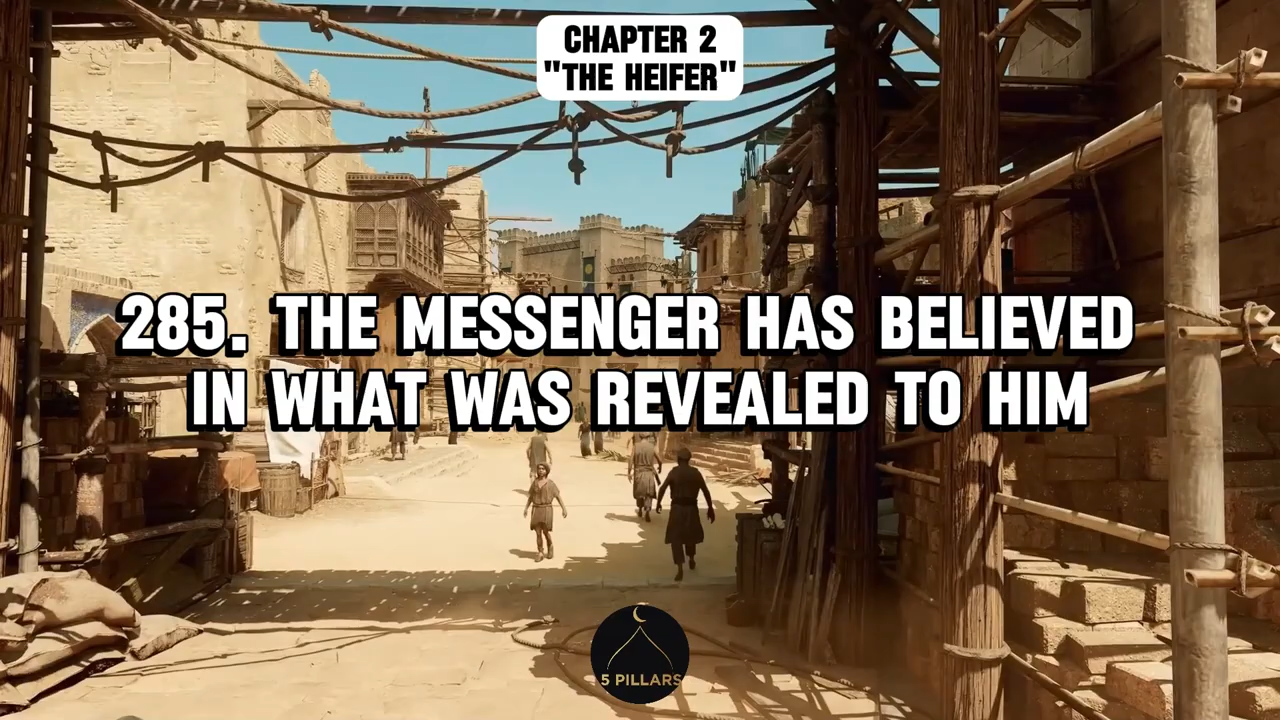 CHAPTER 2
"THE HEIFER"
285. THE MESSENGER HAS BELIEVED
IN WHAT WAS REVEALED TO HIM
5 PILLARS